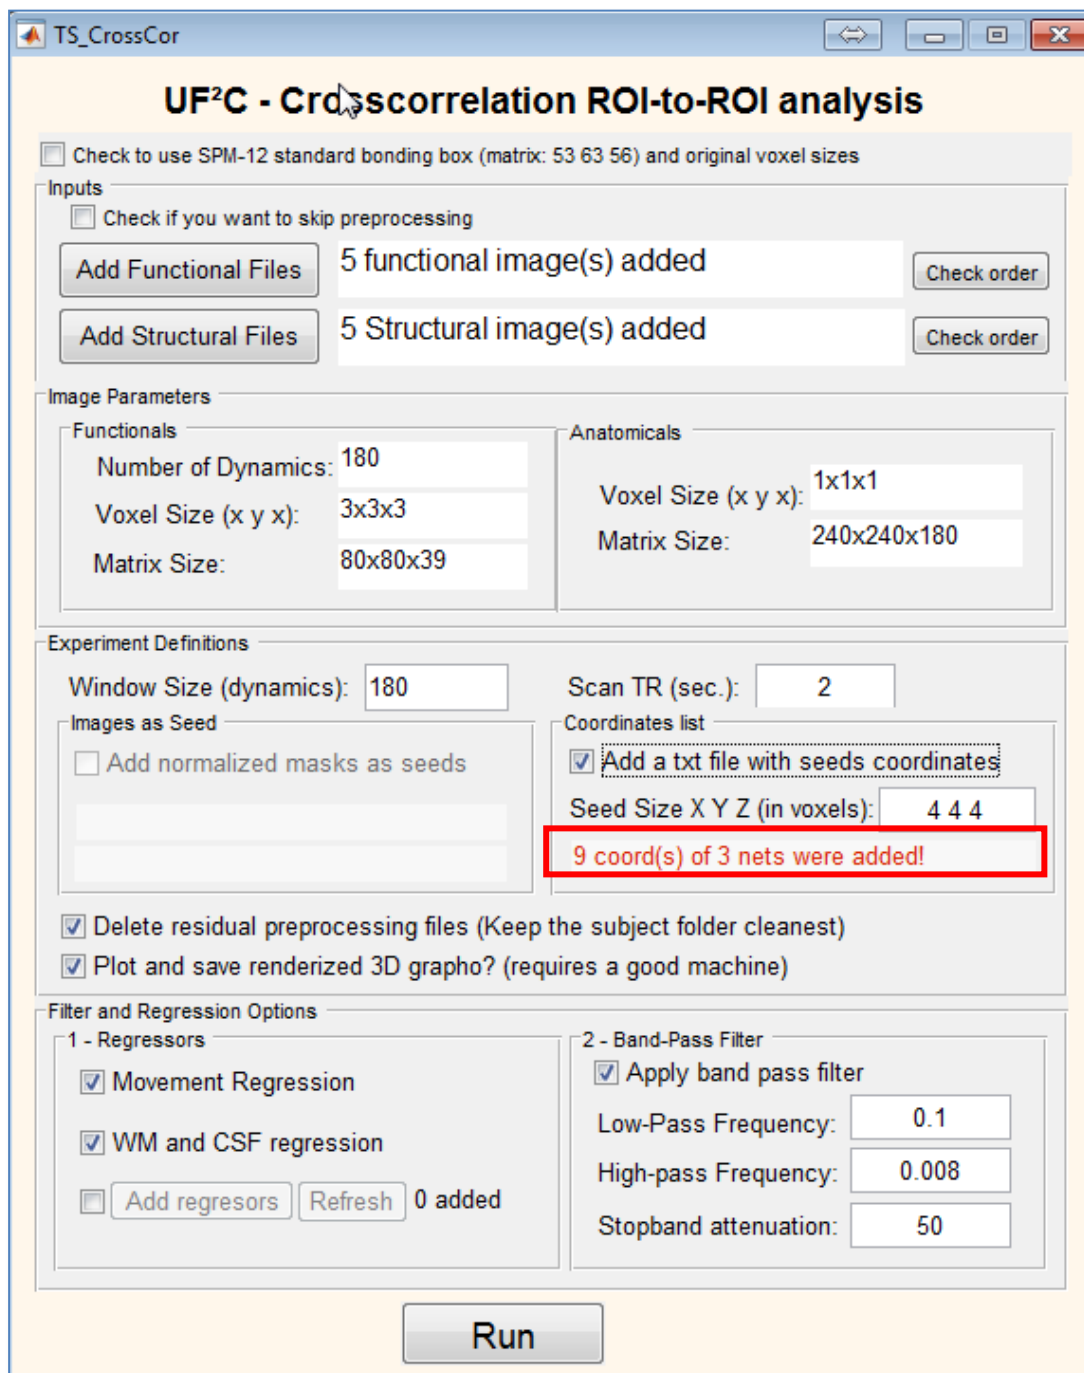 TS_CrossCor
UF²C - Crosscorrelation ROI-to-ROI analysis
Check to use SPM-12 standard bonding box (matrix: 53 63 56) and original voxel sizes
Inputs
Check if you want to skip preprocessing
Add Functional Files 5 functional image(s) added Check order
Add Structural Files 5 Structural image(s) added Check order
Image Parameters
Functionals
Number of Dynamics: 180
Voxel Size (x y x): 3x3x3
Matrix Size: 80x80x39
Anatomicals
Voxel Size (x y x): 1x1x1
Matrix Size: 240x240x180
Experiment Definitions
Window Size (dynamics): 180 Scan TR (sec.): 2
Images as Seed
Add normalized masks as seeds
Coordinates list
Add a txt file with seeds coordinates
Seed Size X Y Z (in voxels): 4 4 4
9 coord(s) of 3 nets were added!
Delete residual preprocessing files (Keep the subject folder cleanest)
Plot and save renderized 3D grapho? (requires a good machine)
Filter and Regression Options
1 - Regressors
Movement Regression
WM and CSF regression
Add regresors Refresh 0 added
2 - Band-Pass Filter
Apply band pass filter
Low-Pass Frequency: 0.1
High-pass Frequency: 0.008
Stopband attenuation: 50
Run